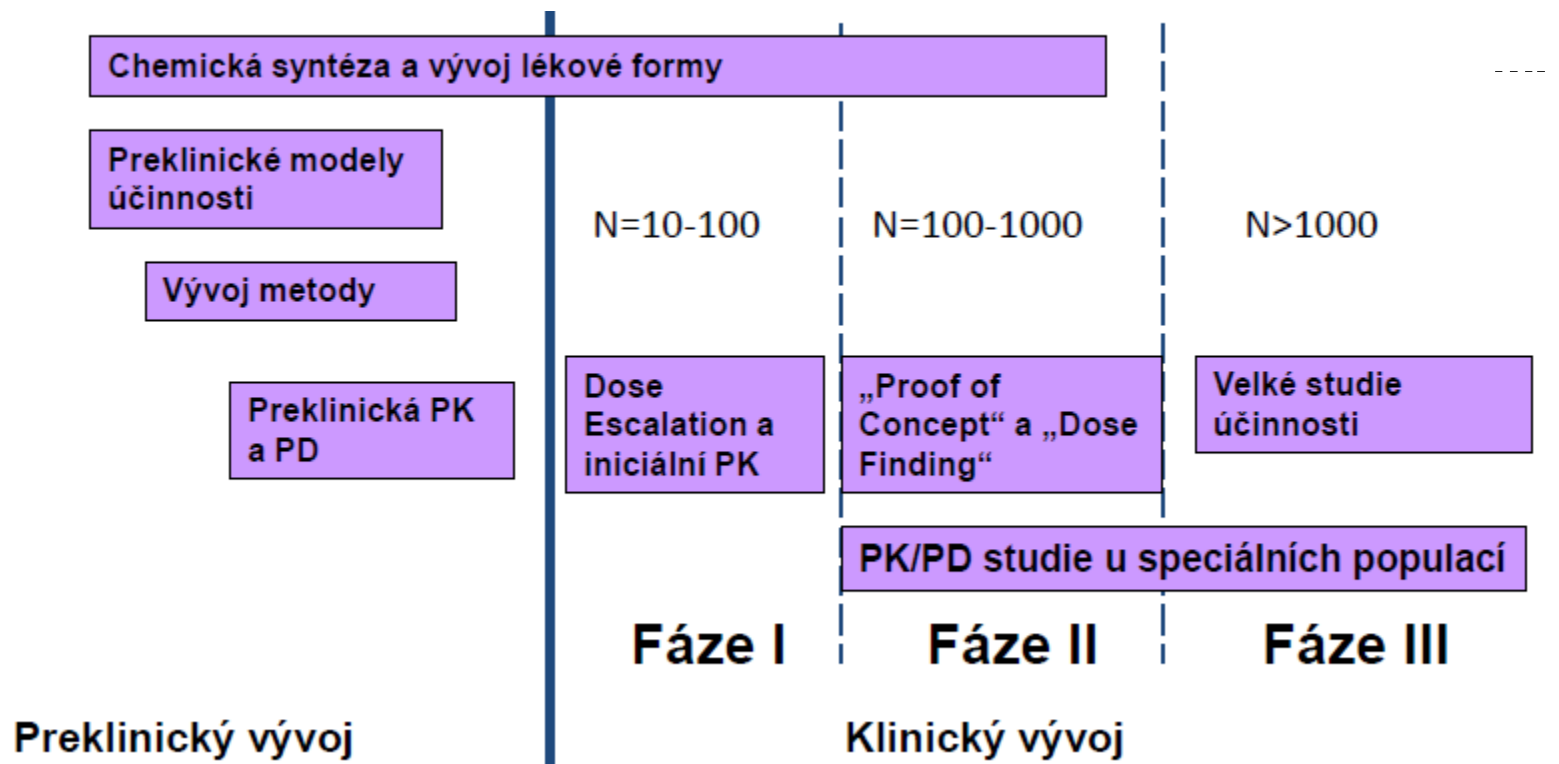 Chemická syntéza a vývoj lékové formy
Preklinické modely
účinnosti
N=10-100
N=100-1000
N>1000
Vývoj metody
Preklinická PK
a PD
Dose
Escalation a
iniciální PK
„Proof of
Concept“ a „Dose
Finding“
Velké studie
účinnosti
PK/PD studie u speciálních populací
Fáze I
Fáze II
Fáze III
Preklinický vývoj
Klinický vývoj